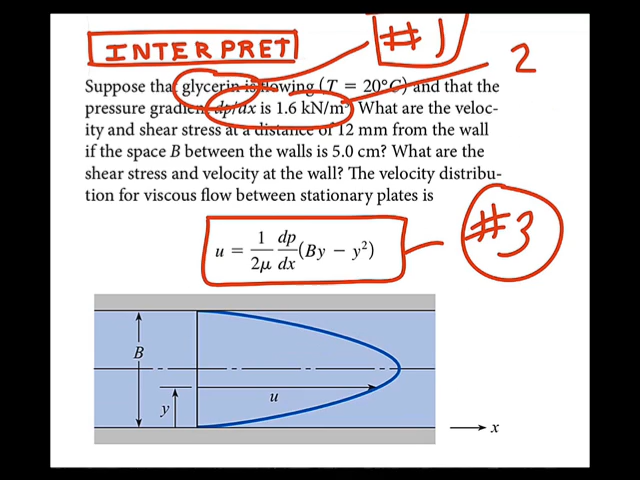 INTERPRET #1
2
Suppose that glycerin is flowing (T = 20°C) and that the
pressure gradient dp/dx is 1.6 kN/m³. What are the veloc-
ity and shear stress at a distance of 12 mm from the wall
if the space B between the walls is 5.0 cm? What are the
shear stress and velocity at the wall? The velocity distribu-
tion for viscous flow between stationary plates is
u = 1/2μ dp/dx (By − y²)
#3
B
u
y
x